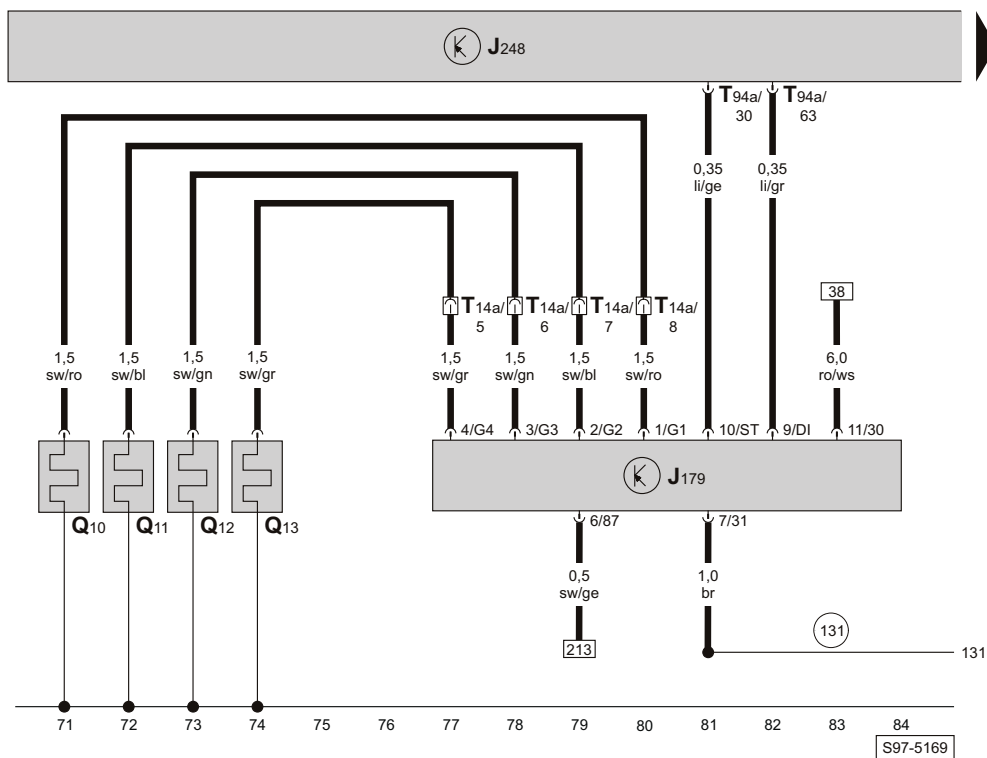 J248
T94a/ T94a/
30 63
0,35 0,35
li/ge li/gr
38
T14a/ T14a/ T14a/ T14a/
5 6 7 8
1,5 1,5 1,5 1,5 1,5 1,5 1,5 1,5 6,0
sw/ro sw/bl sw/gn sw/gr sw/gr sw/gn sw/bl sw/ro ro/ws
4/G4 3/G3 2/G2 1/G1 10/ST 9/DI 11/30
J179
Q10 Q11 Q12 Q13 6/87 7/31
0,5 1,0
sw/ge br
131
213 131
71 72 73 74 75 76 77 78 79 80 81 82 83 84
S97-5169